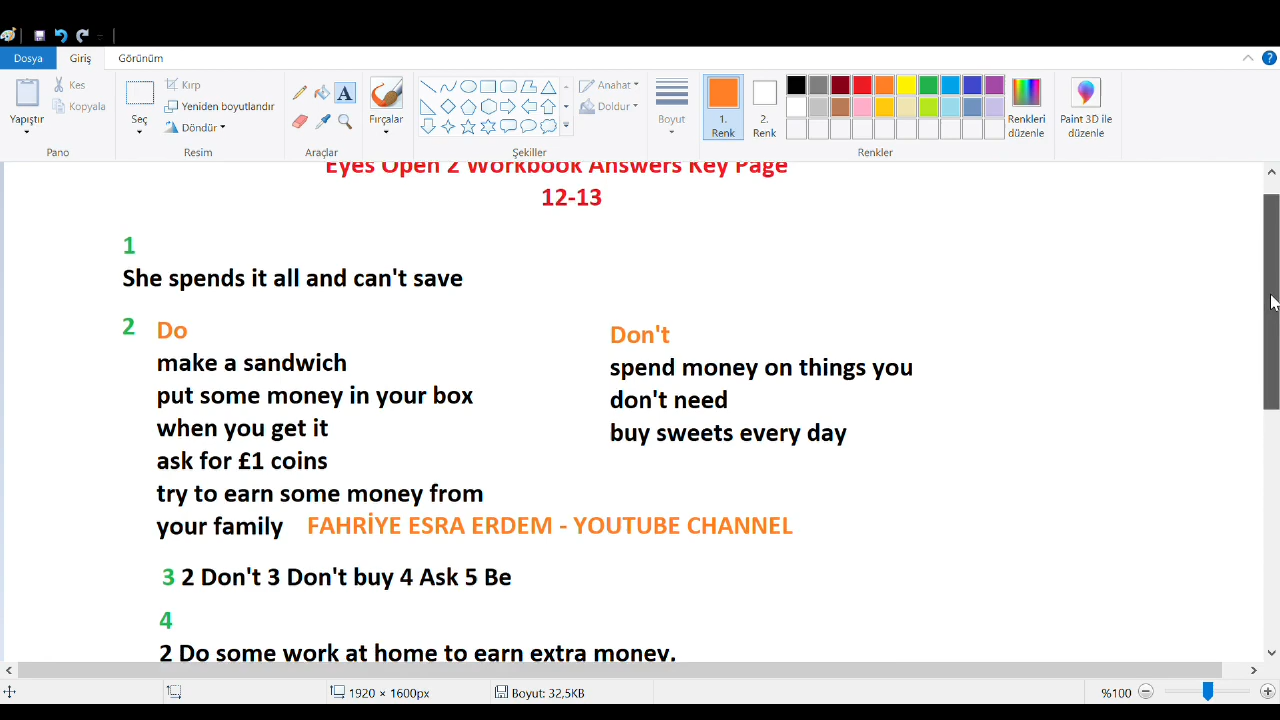 Dosya Giriş Görünüm
Yapıştır
Kes
Kopyala
Pano
Seç
Kırp
Yeniden boyutlandır
Döndür
Resim
A
Araçlar
Fırçalar
Şekiller
Anahat
Doldur
Boyut
1.
Renk
2.
Renk
Renkler
Renkleri
düzenle
Paint 3D ile
düzenle
?
Eyes Open 2 Workbook Answers Key Page
12-13
1
She spends it all and can't save
2 Do
make a sandwich
put some money in your box
when you get it
ask for £1 coins
try to earn some money from
your family
Don't
spend money on things you
don't need
buy sweets every day
FAHRİYE ESRA ERDEM - YOUTUBE CHANNEL
3 2 Don't 3 Don't buy 4 Ask 5 Be
4
2 Do some work at home to earn extra money.
1920 × 1600px
Boyut: 32,5KB
%100